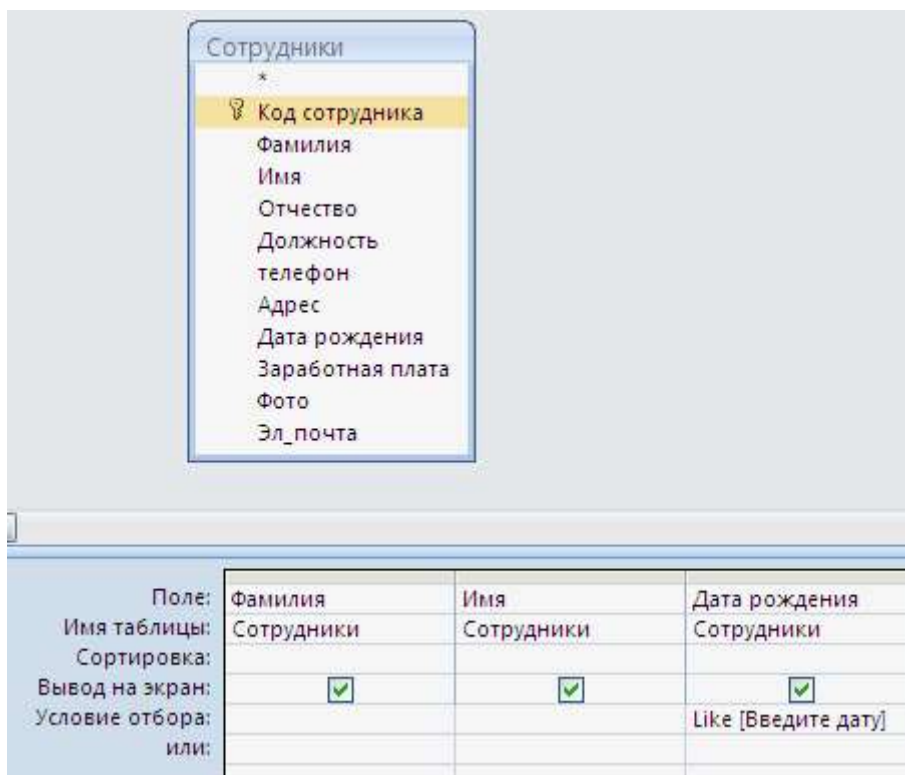 Сотрудники
*
Код сотрудника
Фамилия
Имя
Отчество
Должность
телефон
Адрес
Дата рождения
Заработная плата
Фото
Эл_почта
Поле: Фамилия Имя Дата рождения
Имя таблицы: Сотрудники Сотрудники Сотрудники
Сортировка:
Вывод на экран:
Условие отбора: Like [Введите дату]
или: